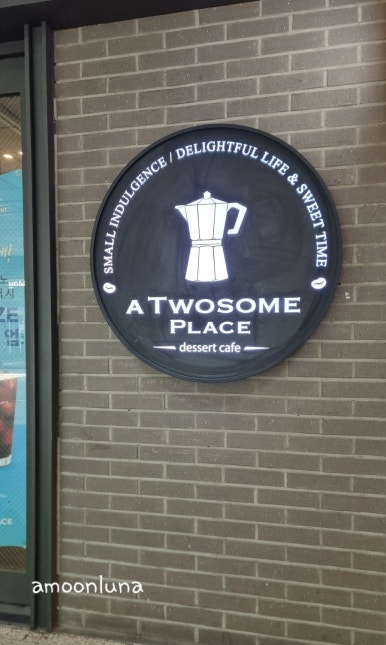 SMALL INDULGENCE / DELIGHTFUL LIFE & SWEET TIME
A TWOSOME
PLACE
dessert cafe
amoonluna